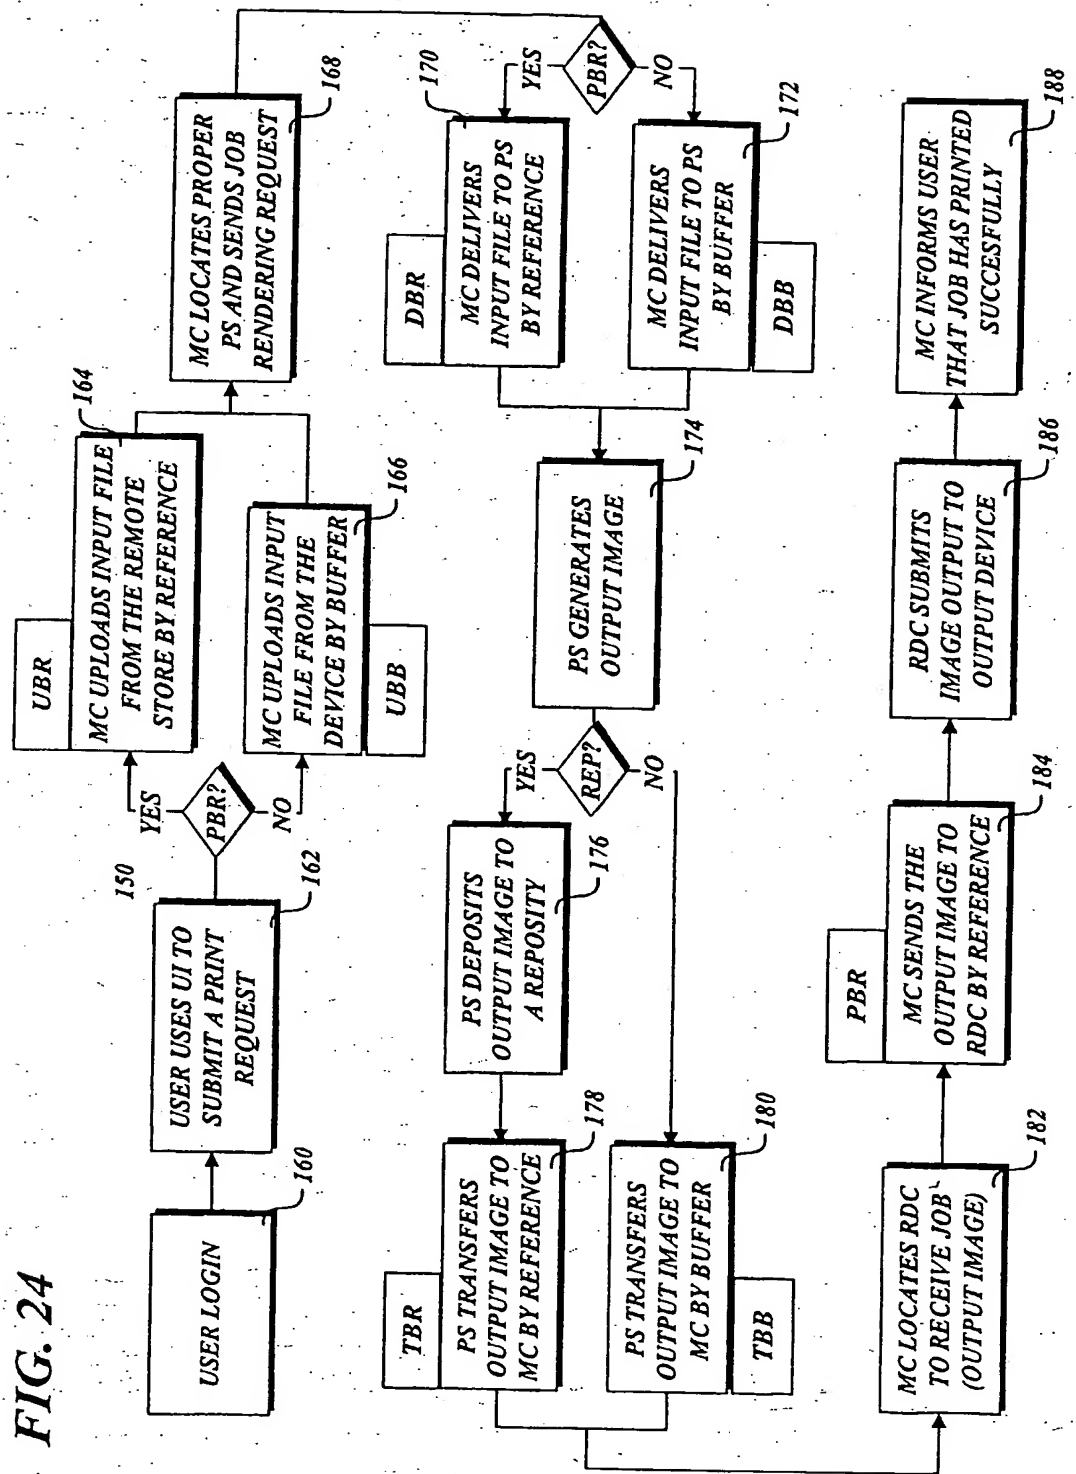 FIG. 24
USER LOGIN
160
USER USES UI TO
SUBMIT A PRINT
REQUEST
162
150
PBR?
YES
NO
UBR
MC UPLOADS INPUT FILE
FROM THE REMOTE
STORE BY REFERENCE
164
MC UPLOADS INPUT
FILE FROM THE
DEVICE BY BUFFER
166
UBB
MC LOCATES PROPER
PS AND SENDS JOB
RENDERING REQUEST
168
PBR?
YES
NO
DBR
MC DELIVERS
INPUT FILE TO PS
BY REFERENCE
170
MC DELIVERS
INPUT FILE TO PS
BY BUFFER
172
DBB
PS GENERATES
OUTPUT IMAGE
174
REP?
YES
NO
PS DEPOSITS
OUTPUT IMAGE TO
A REPOSITY
176
TBR
PS TRANSFERS
OUTPUT IMAGE TO
MC BY REFERENCE
178
PS TRANSFERS
OUTPUT IMAGE TO
MC BY BUFFER
180
TBB
MC LOCATES RDC
TO RECEIVE JOB
(OUTPUT IMAGE)
182
PBR
MC SENDS THE
OUTPUT IMAGE TO
RDC BY REFERENCE
184
RDC SUBMITS
IMAGE OUTPUT TO
OUTPUT DEVICE
186
MC INFORMS USER
THAT JOB HAS PRINTED
SUCCESFULLY
188